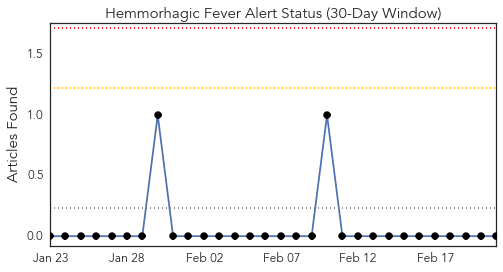 Hemmorhagic Fever Alert Status (30-Day Window)
Articles Found
1.5
1.0
0.5
0.0
Jan 23 Jan 28 Feb 02 Feb 07 Feb 12 Feb 17